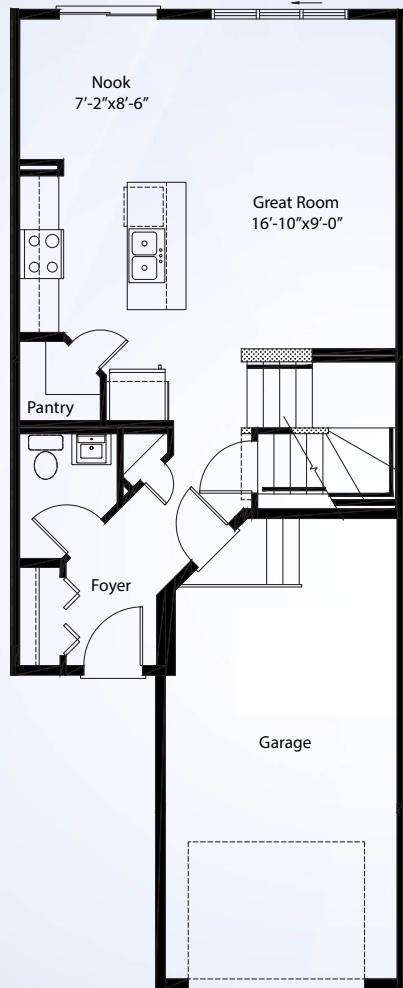 Nook
7’-2”x8’-6”
Great Room
16’-10”x9’-0”
Pantry
Foyer
Garage